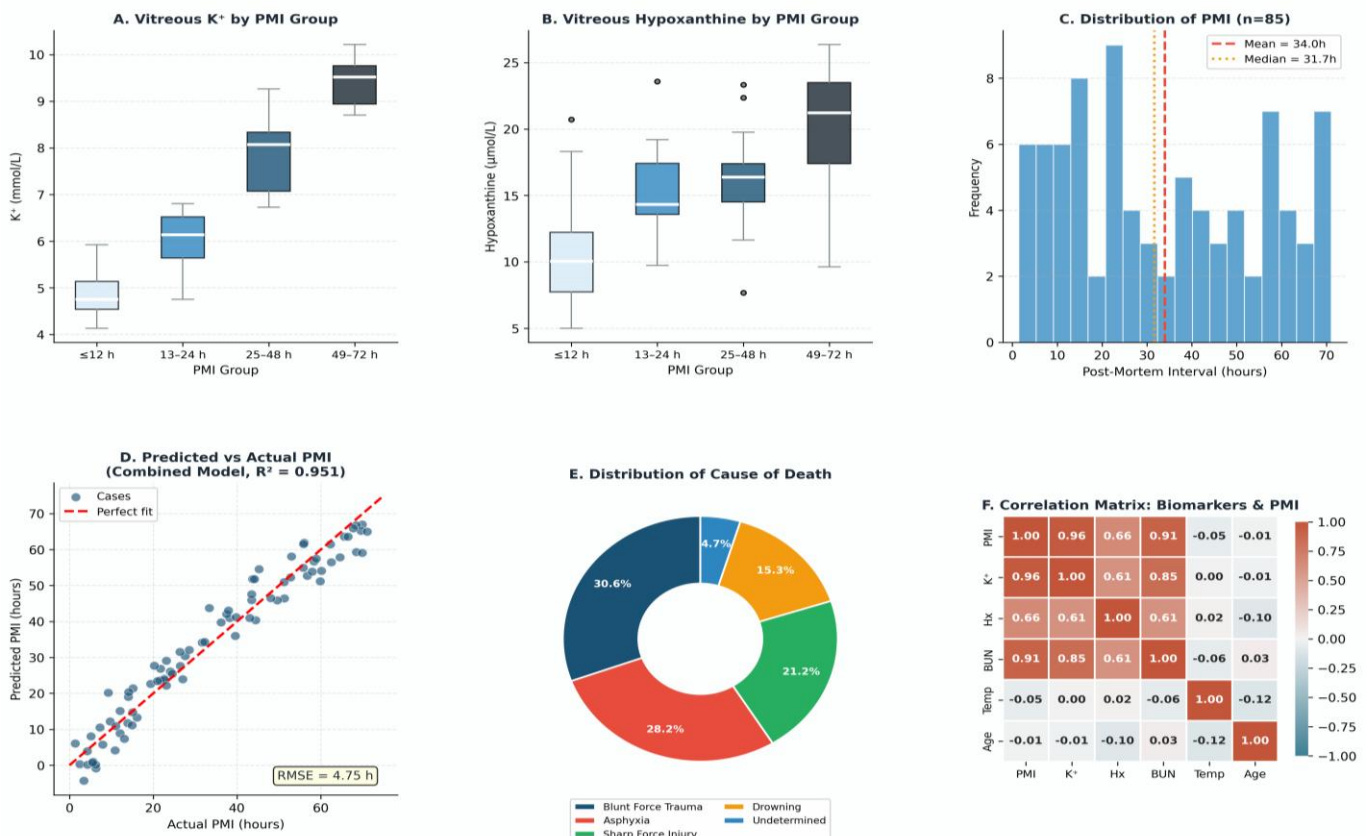 A. Vitreous K⁺ by PMI Group
K⁺ (mmol/L)
10
9
8
7
6
5
4
≤12 h 13–24 h 25–48 h 49–72 h
PMI Group
B. Vitreous Hypoxanthine by PMI Group
Hypoxanthine (µmol/L)
25
20
15
10
5
≤12 h 13–24 h 25–48 h 49–72 h
PMI Group
C. Distribution of PMI (n=85)
Mean = 34.0h
Median = 31.7h
Frequency
8
6
4
2
0
0 10 20 30 40 50 60 70
Post-Mortem Interval (hours)
D. Predicted vs Actual PMI
(Combined Model, R² = 0.951)
Cases
Perfect fit
Predicted PMI (hours)
70
60
50
40
30
20
10
0
RMSE = 4.75 h
0 20 40 60
Actual PMI (hours)
E. Distribution of Cause of Death
4.7%
15.3%
30.6%
21.2%
28.2%
Blunt Force Trauma Drowning
Asphyxia Undetermined
Sharp Force Injury
F. Correlation Matrix: Biomarkers & PMI
PMI 1.00 0.96 0.66 0.91 -0.05 -0.01
K⁺ 0.96 1.00 0.61 0.85 0.00 -0.01
Hx 0.66 0.61 1.00 0.61 0.02 -0.10
BUN 0.91 0.85 0.61 1.00 -0.06 0.03
Temp -0.05 0.00 0.02 -0.06 1.00 -0.12
Age -0.01 -0.01 -0.10 0.03 -0.12 1.00
PMI K⁺ Hx BUN Temp Age
1.00
0.75
0.50
0.25
0.00
−0.25
−0.50
−0.75
−1.00